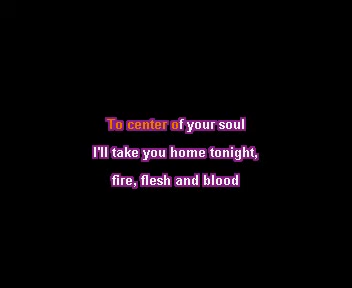 To center of your soul
I'll take you home tonight,
fire, flesh and blood